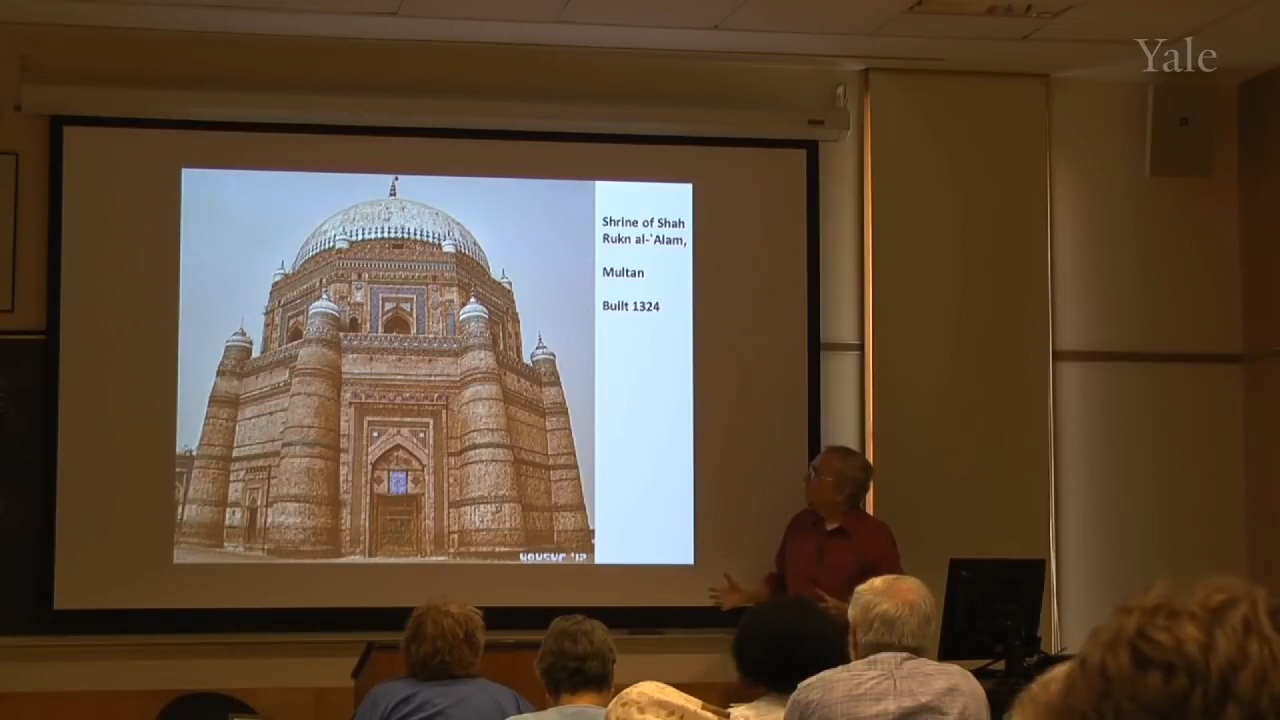 Yale
Shrine of Shah
Rukn al-`Alam,
Multan
Built 1324